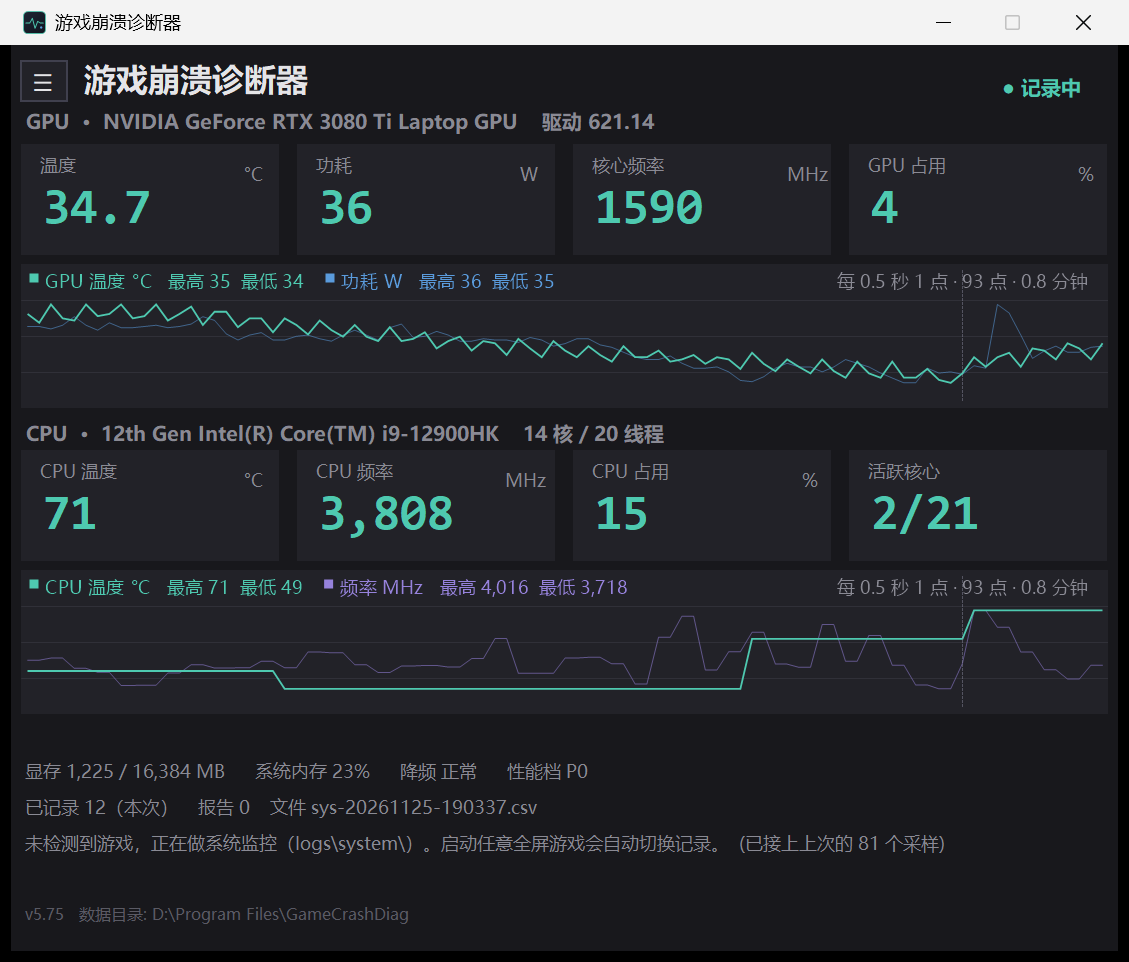 游戏崩溃诊断器
游戏崩溃诊断器
● 记录中
GPU • NVIDIA GeForce RTX 3080 Ti Laptop GPU 驱动 621.14
温度 °C
34.7
功耗 W
36
核心频率 MHz
1590
GPU 占用 %
4
GPU 温度 °C 最高 35 最低 34 功耗 W 最高 36 最低 35 每 0.5 秒 1 点 · 93 点 · 0.8 分钟
CPU • 12th Gen Intel(R) Core(TM) i9-12900HK 14 核 / 20 线程
CPU 温度 °C
71
CPU 频率 MHz
3,808
CPU 占用 %
15
活跃核心
2/21
CPU 温度 °C 最高 71 最低 49 频率 MHz 最高 4,016 最低 3,718 每 0.5 秒 1 点 · 93 点 · 0.8 分钟
显存 1,225 / 16,384 MB 系统内存 23% 降频 正常 性能档 P0
已记录 12（本次） 报告 0 文件 sys-20261125-190337.csv
未检测到游戏，正在做系统监控（logs\system\）。启动任意全屏游戏会自动切换记录。 (已接上上次的 81 个采样)
v5.75 数据目录: D:\Program Files\GameCrashDiag